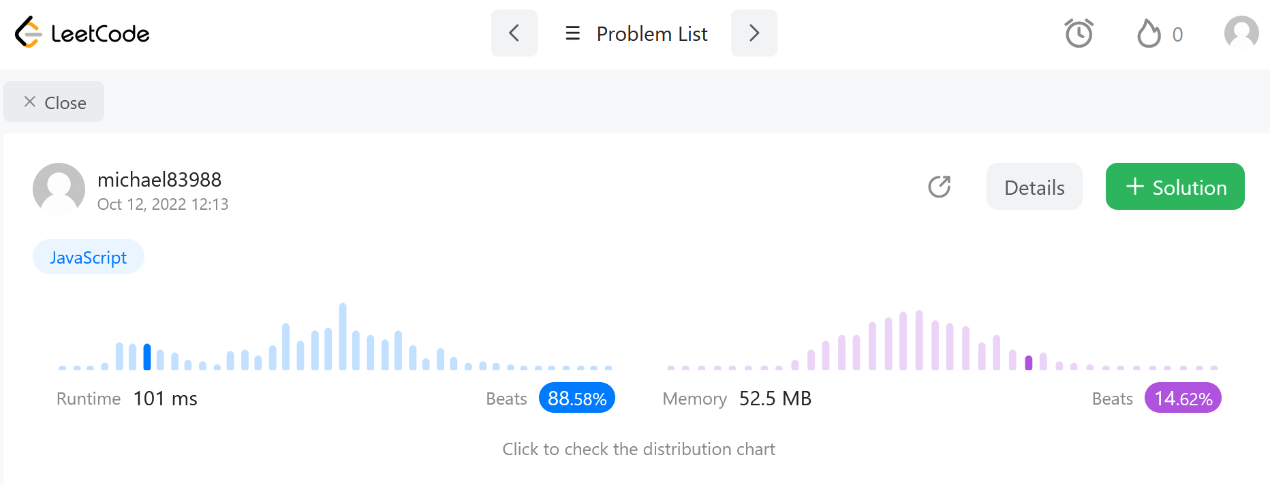 LeetCode
Problem List
0
Close
michael83988
Oct 12, 2022 12:13
Details
+ Solution
JavaScript
Runtime 101 ms Beats 88.58%
Memory 52.5 MB Beats 14.62%
Click to check the distribution chart